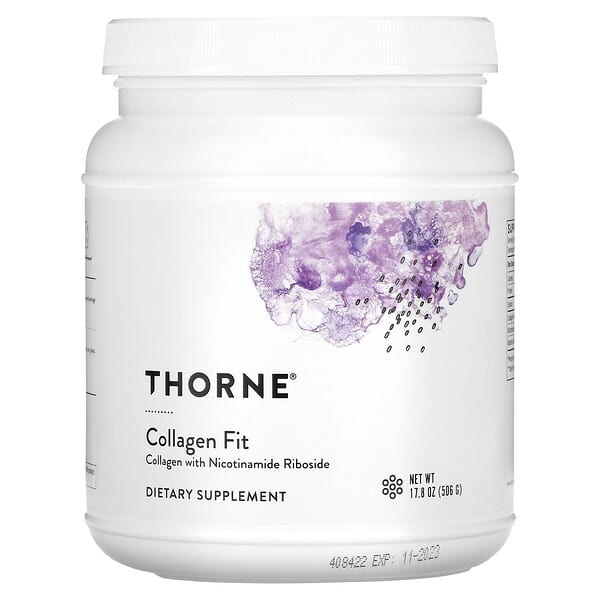 THORNE®
Collagen Fit
Collagen with Nicotinamide Riboside
DIETARY SUPPLEMENT
NET WT
17.8 OZ (506 G)
408422 EXP: 11-2023